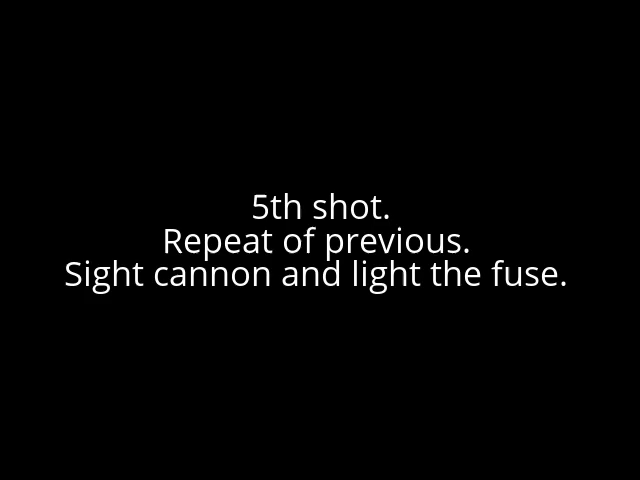 5th shot.
Repeat of previous.
Sight cannon and light the fuse.